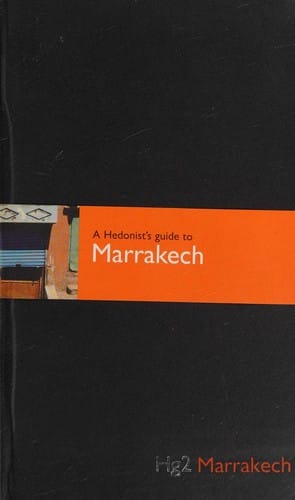 A Hedonist's guide to
Marrakech
Hg2 Marrakech